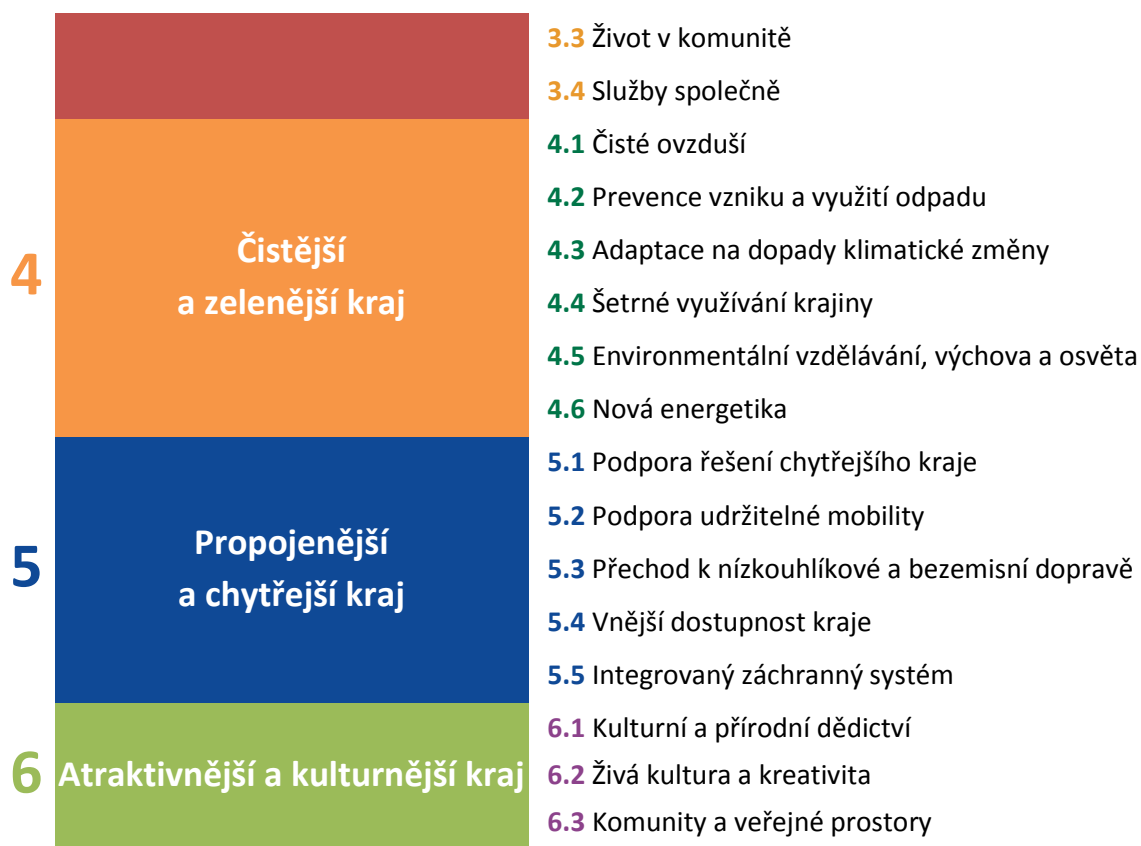 3.3 Život v komunitě
3.4 Služby společně
4
Čistější
a zelenější kraj
4.1 Čisté ovzduší
4.2 Prevence vzniku a využití odpadu
4.3 Adaptace na dopady klimatické změny
4.4 Šetrné využívání krajiny
4.5 Environmentální vzdělávání, výchova a osvěta
4.6 Nová energetika
5
Propojenější
a chytřejší kraj
5.1 Podpora řešení chytřejšího kraje
5.2 Podpora udržitelné mobility
5.3 Přechod k nízkouhlíkové a bezemisní dopravě
5.4 Vnější dostupnost kraje
5.5 Integrovaný záchranný systém
6
Atraktivnější a kulturnější kraj
6.1 Kulturní a přírodní dědictví
6.2 Živá kultura a kreativita
6.3 Komunity a veřejné prostory